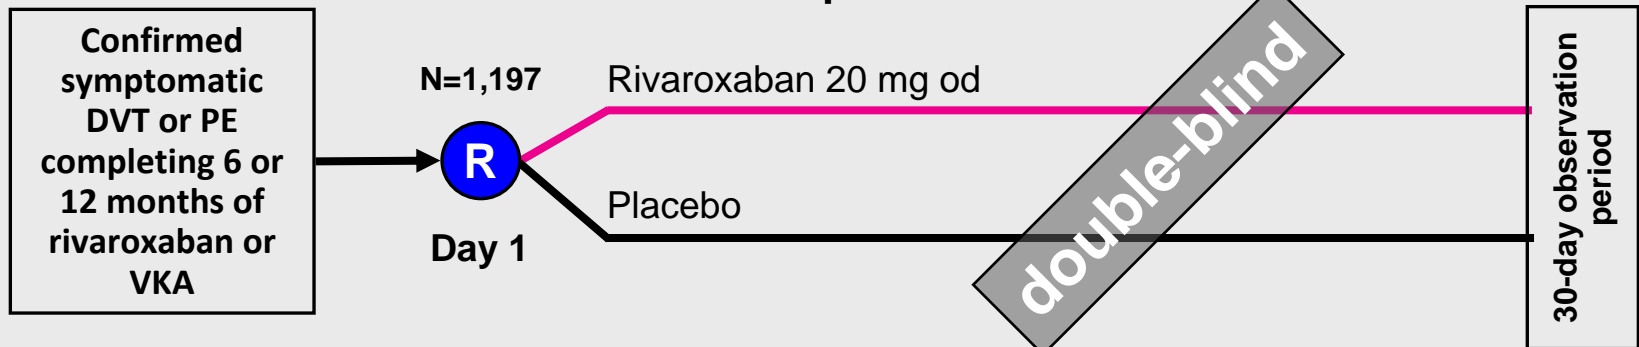 Confirmed
symptomatic
DVT or PE
completing 6 or
12 months of
rivaroxaban or
VKA
N=1,197
R
Day 1
Rivaroxaban 20 mg od
Placebo
double-blind
30-day observation
period